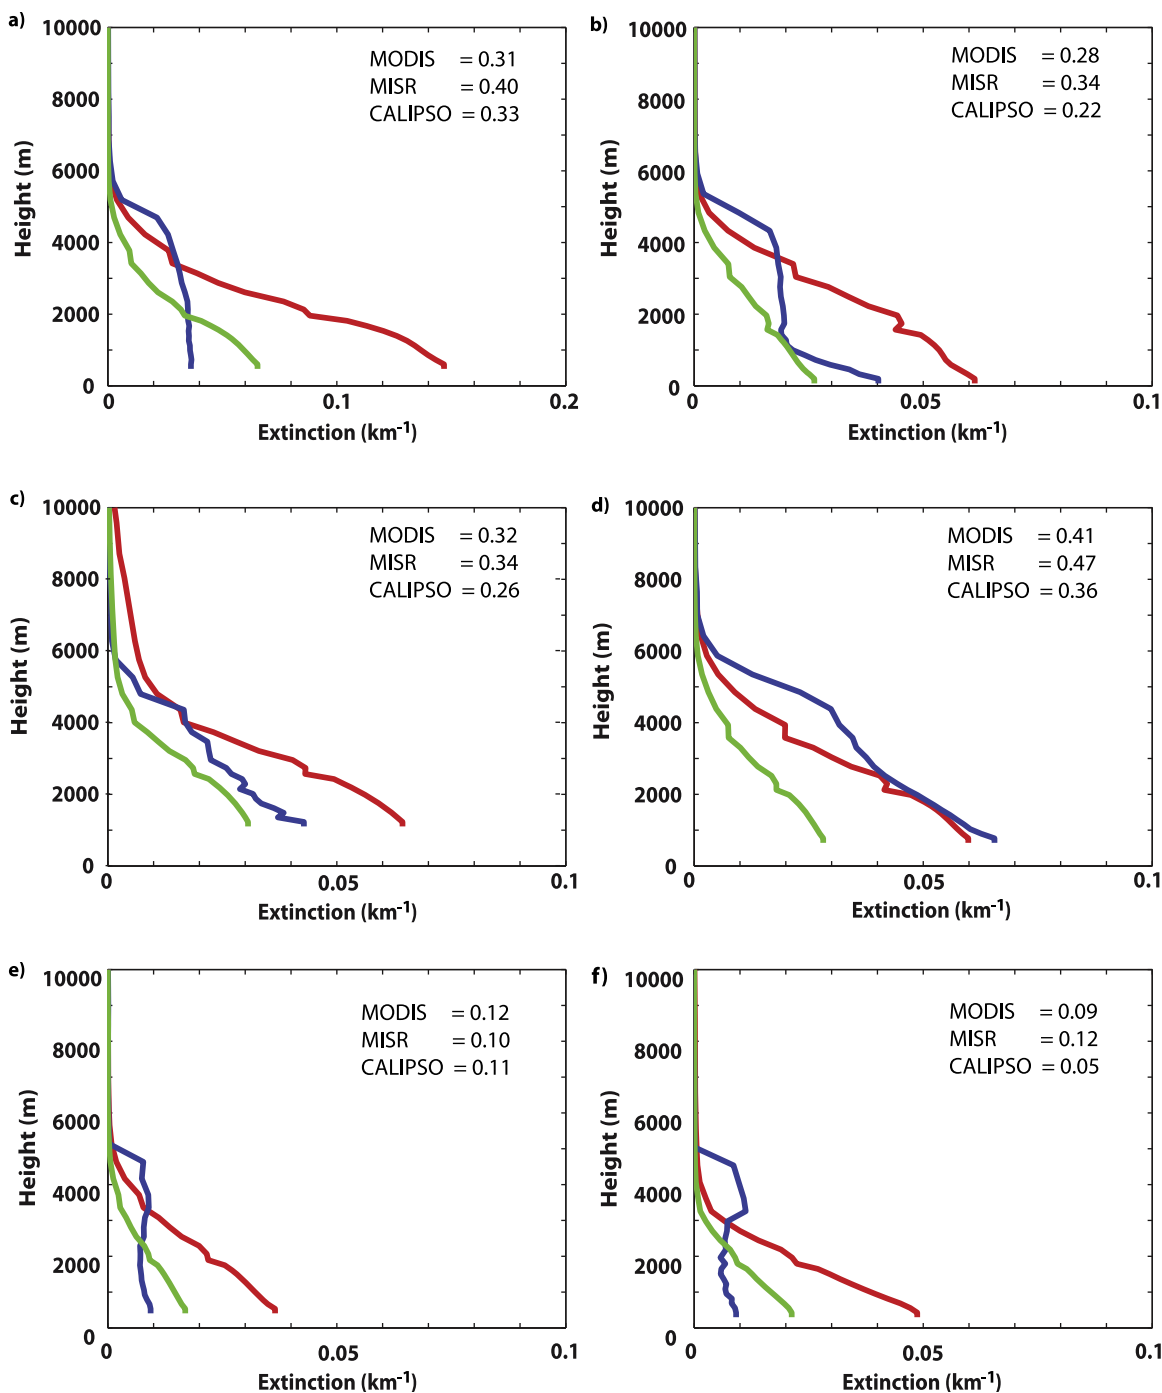 a)
10000
8000
6000
4000
2000
0
Height (m)
MODIS = 0.31
MISR = 0.40
CALIPSO = 0.33
0 0.1 0.2
Extinction (km⁻¹)
b)
10000
8000
6000
4000
2000
0
Height (m)
MODIS = 0.28
MISR = 0.34
CALIPSO = 0.22
0 0.05 0.1
Extinction (km⁻¹)
c)
10000
8000
6000
4000
2000
0
Height (m)
MODIS = 0.32
MISR = 0.34
CALIPSO = 0.26
0 0.05 0.1
Extinction (km⁻¹)
d)
10000
8000
6000
4000
2000
0
Height (m)
MODIS = 0.41
MISR = 0.47
CALIPSO = 0.36
0 0.05 0.1
Extinction (km⁻¹)
e)
10000
8000
6000
4000
2000
0
Height (m)
MODIS = 0.12
MISR = 0.10
CALIPSO = 0.11
0 0.05 0.1
Extinction (km⁻¹)
f)
10000
8000
6000
4000
2000
0
Height (m)
MODIS = 0.09
MISR = 0.12
CALIPSO = 0.05
0 0.05 0.1
Extinction (km⁻¹)